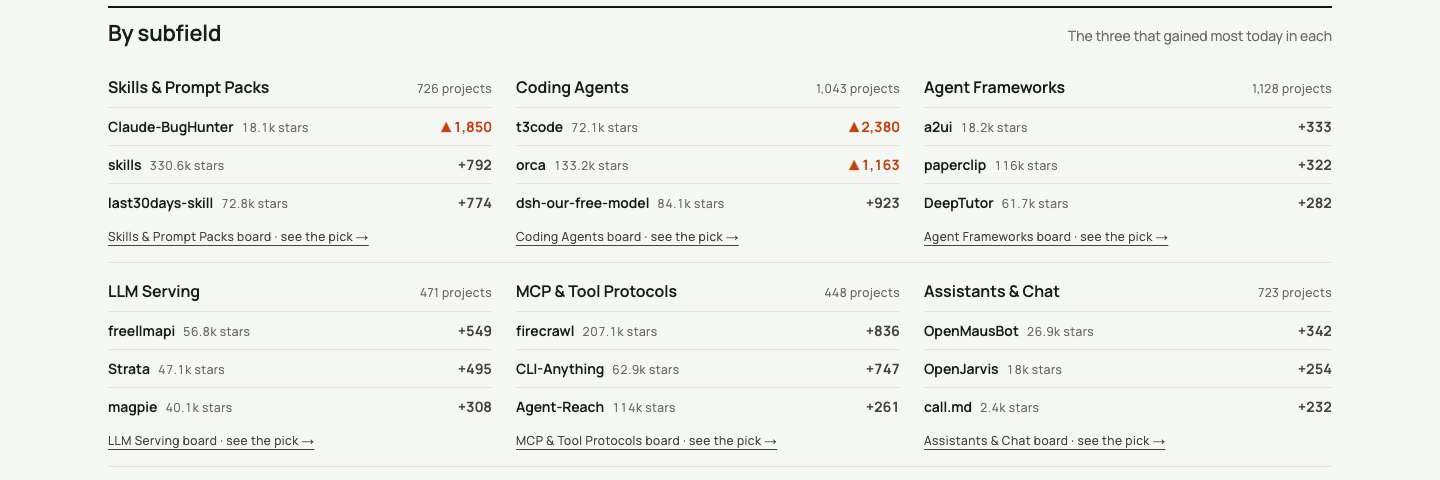 By subfield
The three that gained most today in each
Skills & Prompt Packs 726 projects
Claude-BugHunter 18.1k stars ▲1,850
skills 330.6k stars +792
last30days-skill 72.8k stars +774
Skills & Prompt Packs board · see the pick →
Coding Agents 1,043 projects
t3code 72.1k stars ▲2,380
orca 133.2k stars ▲1,163
dsh-our-free-model 84.1k stars +923
Coding Agents board · see the pick →
Agent Frameworks 1,128 projects
a2ui 18.2k stars +333
paperclip 116k stars +322
DeepTutor 61.7k stars +282
Agent Frameworks board · see the pick →
LLM Serving 471 projects
freellmapi 56.8k stars +549
Strata 47.1k stars +495
magpie 40.1k stars +308
LLM Serving board · see the pick →
MCP & Tool Protocols 448 projects
firecrawl 207.1k stars +836
CLI-Anything 62.9k stars +747
Agent-Reach 114k stars +261
MCP & Tool Protocols board · see the pick →
Assistants & Chat 723 projects
OpenMausBot 26.9k stars +342
OpenJarvis 18k stars +254
call.md 2.4k stars +232
Assistants & Chat board · see the pick →